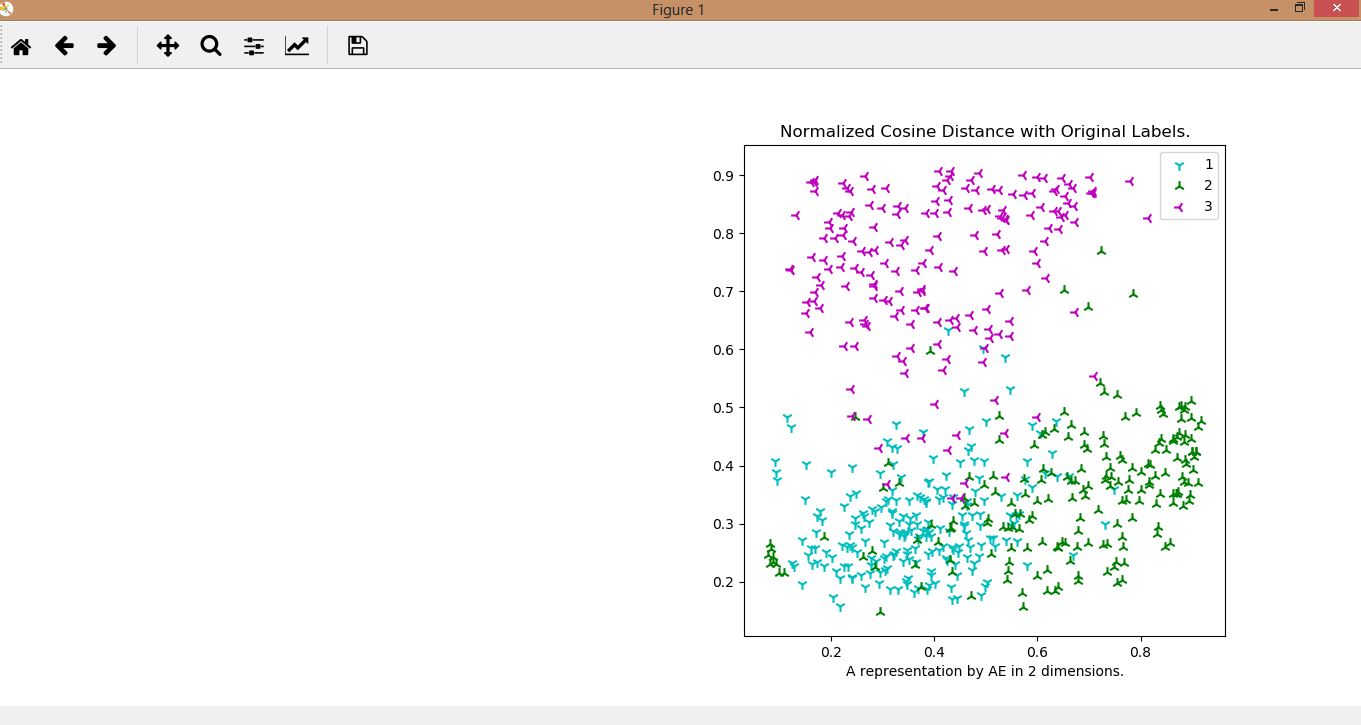 Figure 1
Normalized Cosine Distance with Original Labels.
1
2
3
0.9
0.8
0.7
0.6
0.5
0.4
0.3
0.2
0.2 0.4 0.6 0.8
A representation by AE in 2 dimensions.